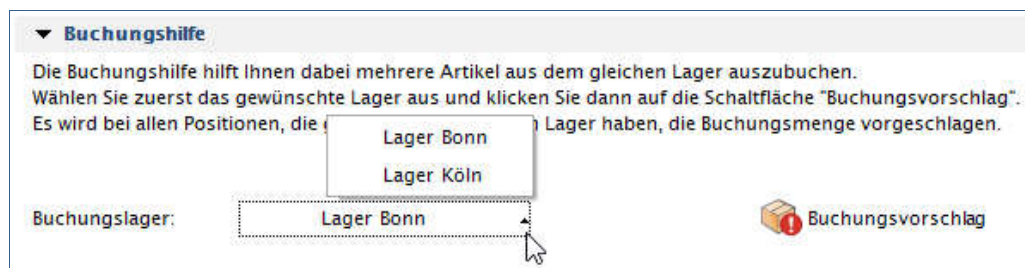 Buchungshilfe
Die Buchungshilfe hilft Ihnen dabei mehrere Artikel aus dem gleichen Lager auszubuchen.
Wählen Sie zuerst das gewünschte Lager aus und klicken Sie dann auf die Schaltfläche "Buchungsvorschlag".
Es wird bei allen Positionen, die Lager haben, die Buchungsmenge vorgeschlagen.
Lager Bonn
Lager Köln
Buchungslager: Lager Bonn Buchungsvorschlag